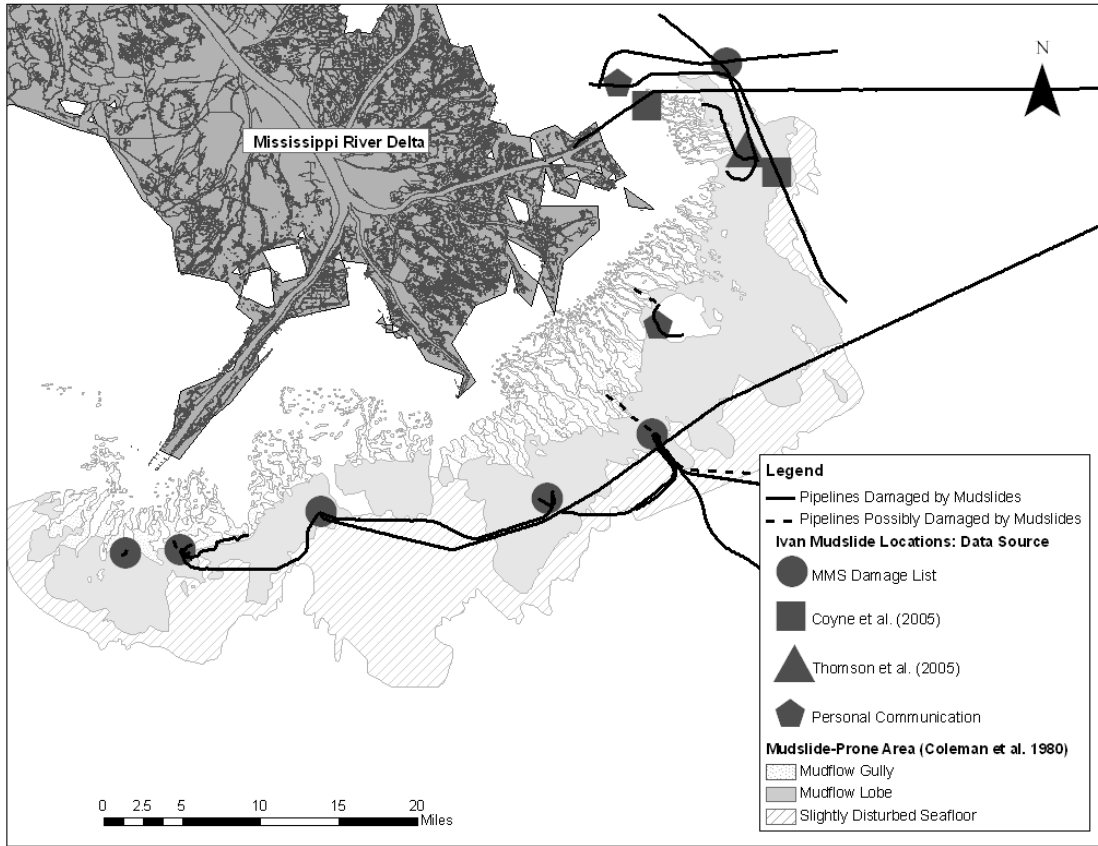 N
Mississippi River Delta
Legend
Pipelines Damaged by Mudslides
Pipelines Possibly Damaged by Mudslides
Ivan Mudslide Locations: Data Source
MMS Damage List
Coyne et al. (2005)
Thomson et al. (2005)
Personal Communication
Mudslide-Prone Area (Coleman et al. 1980)
Mudflow Gully
Mudflow Lobe
Slightly Disturbed Seafloor
0 2.5 5 10 15 20
Miles